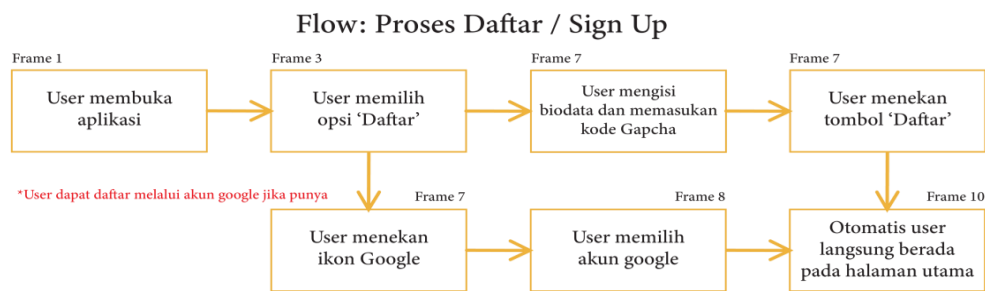 Flow: Proses Daftar / Sign Up
Frame 1
User membuka
aplikasi
Frame 3
User memilih
opsi ‘Daftar’
Frame 7
User mengisi
biodata dan memasukan
kode Gapcha
Frame 7
User menekan
tombol ‘Daftar’
*User dapat daftar melalui akun google jika punya
Frame 7
User menekan
ikon Google
Frame 8
User memilih
akun google
Frame 10
Otomatis user
langsung berada
pada halaman utama